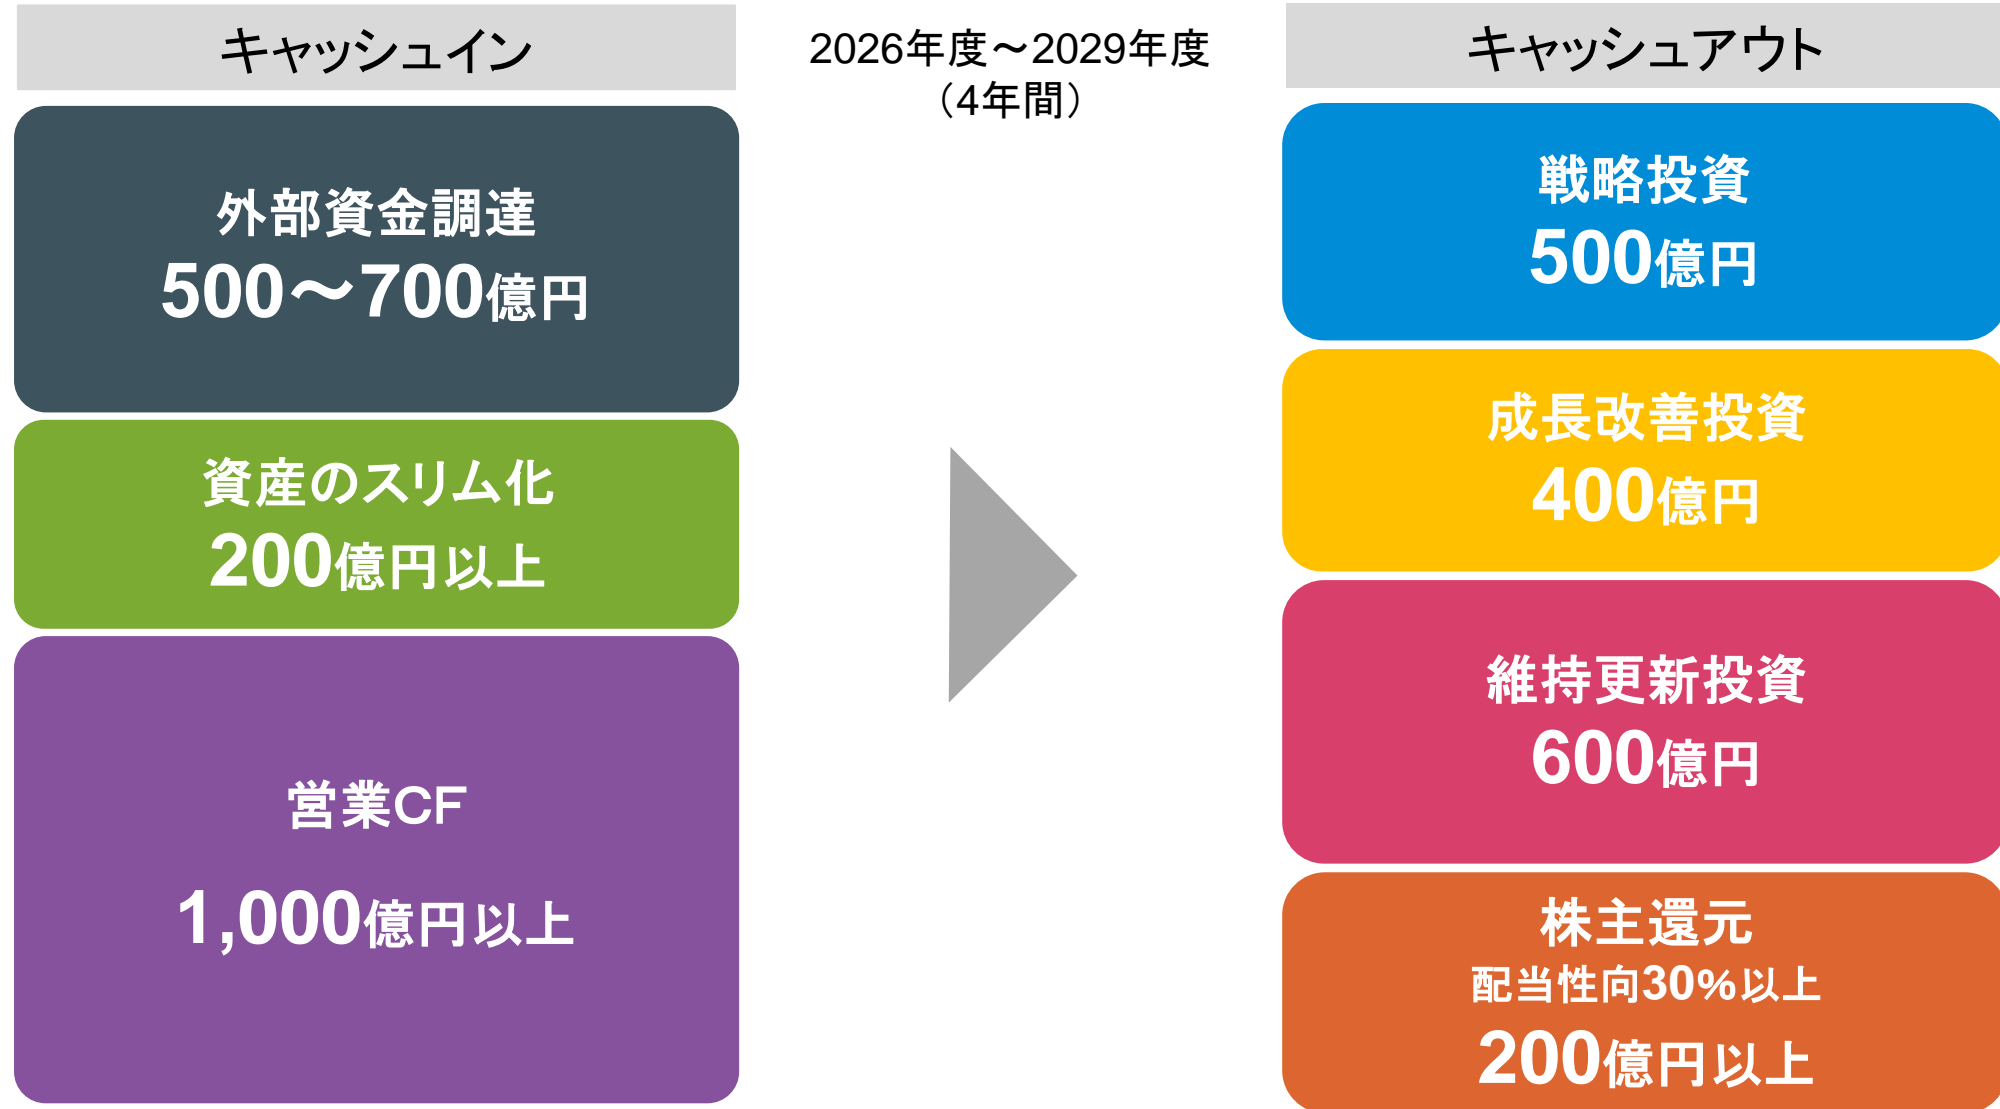 キャッシュイン
外部資金調達
500～700億円
資産のスリム化
200億円以上
営業CF
1,000億円以上
2026年度～2029年度
（4年間）
キャッシュアウト
戦略投資
500億円
成長改善投資
400億円
維持更新投資
600億円
株主還元
配当性向30%以上
200億円以上